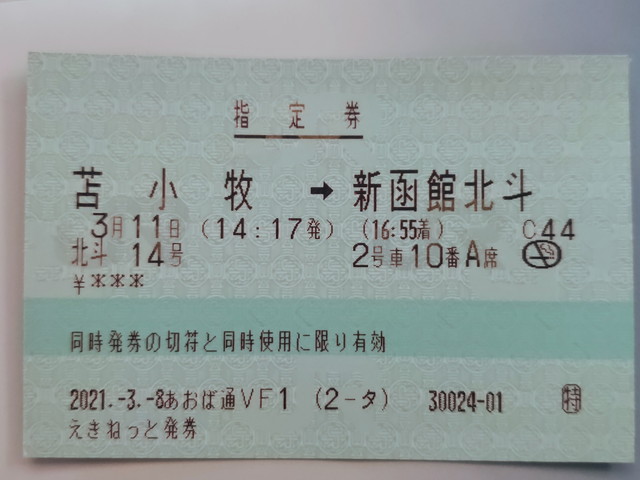 指定券
苫小牧 → 新函館北斗
3月11日 (14:17発) (16:55着) C44
北斗 14号 2号車10番A席
¥***
同時発券の切符と同時使用に限り有効
2021.-3.-8あおば通VF1 (2-タ) 30024-01 特
えきねっと発券